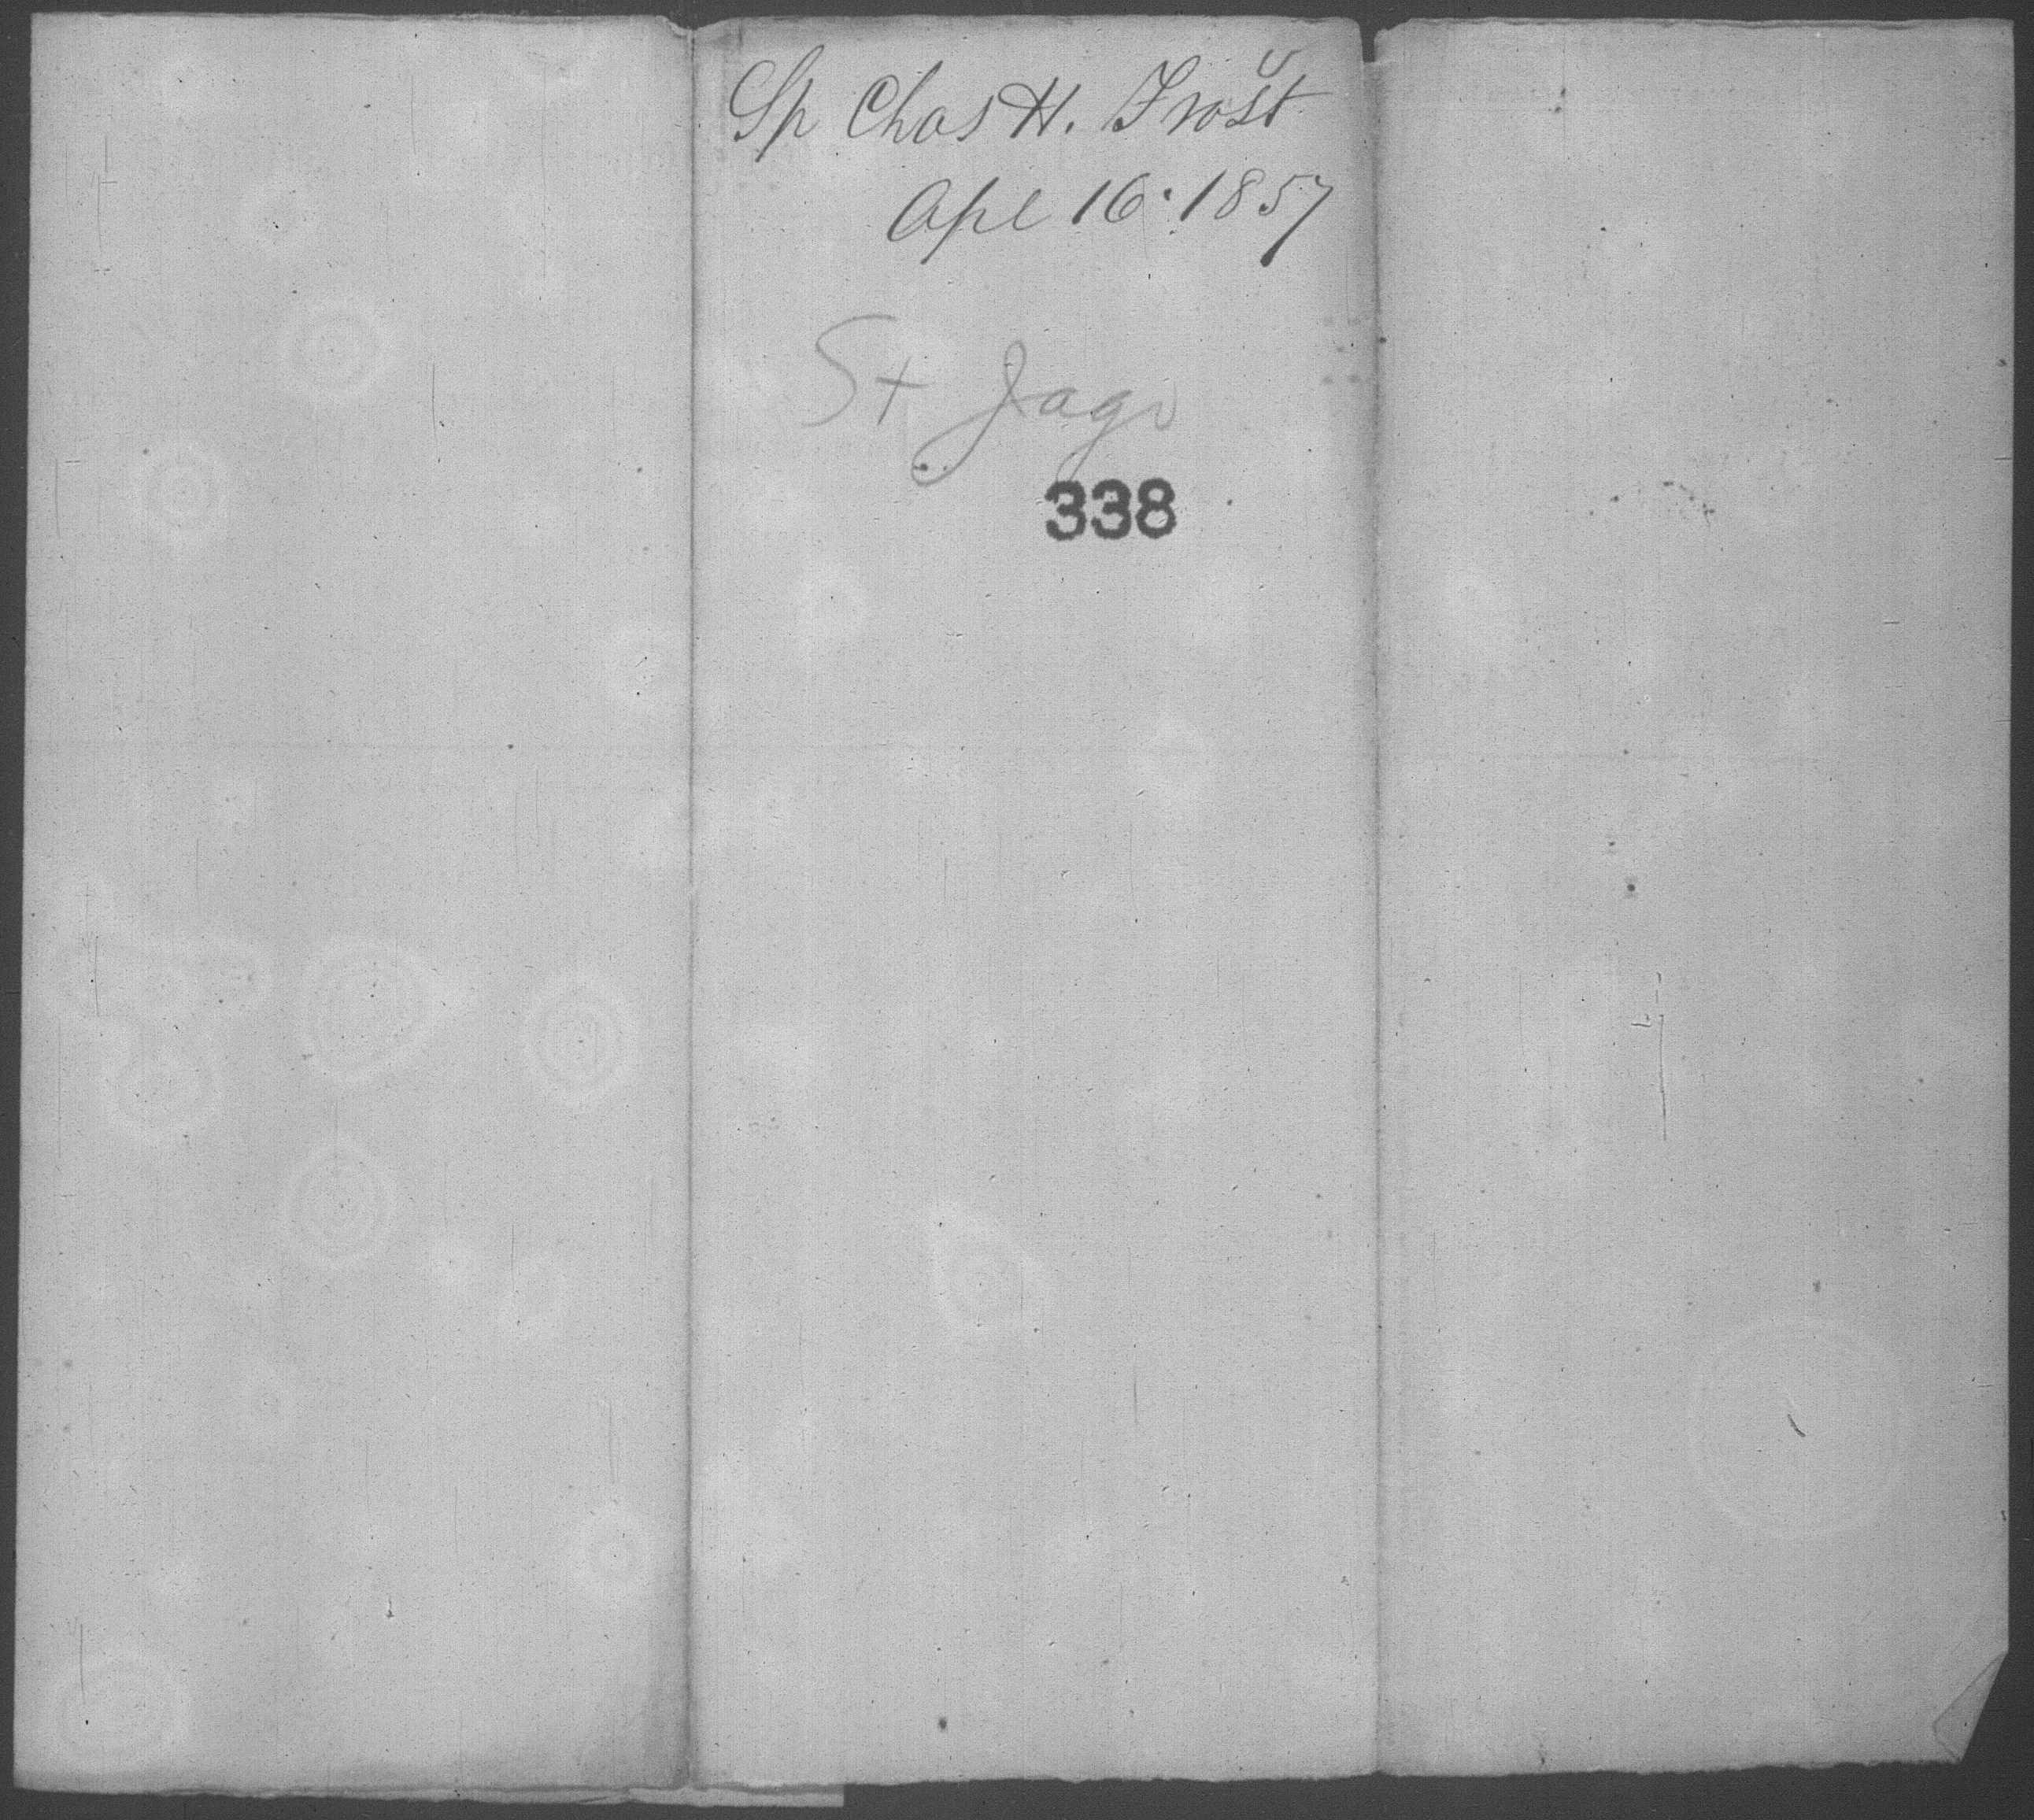 Sp Chas H. Frost
Apl 16. 1857
St Jago
338